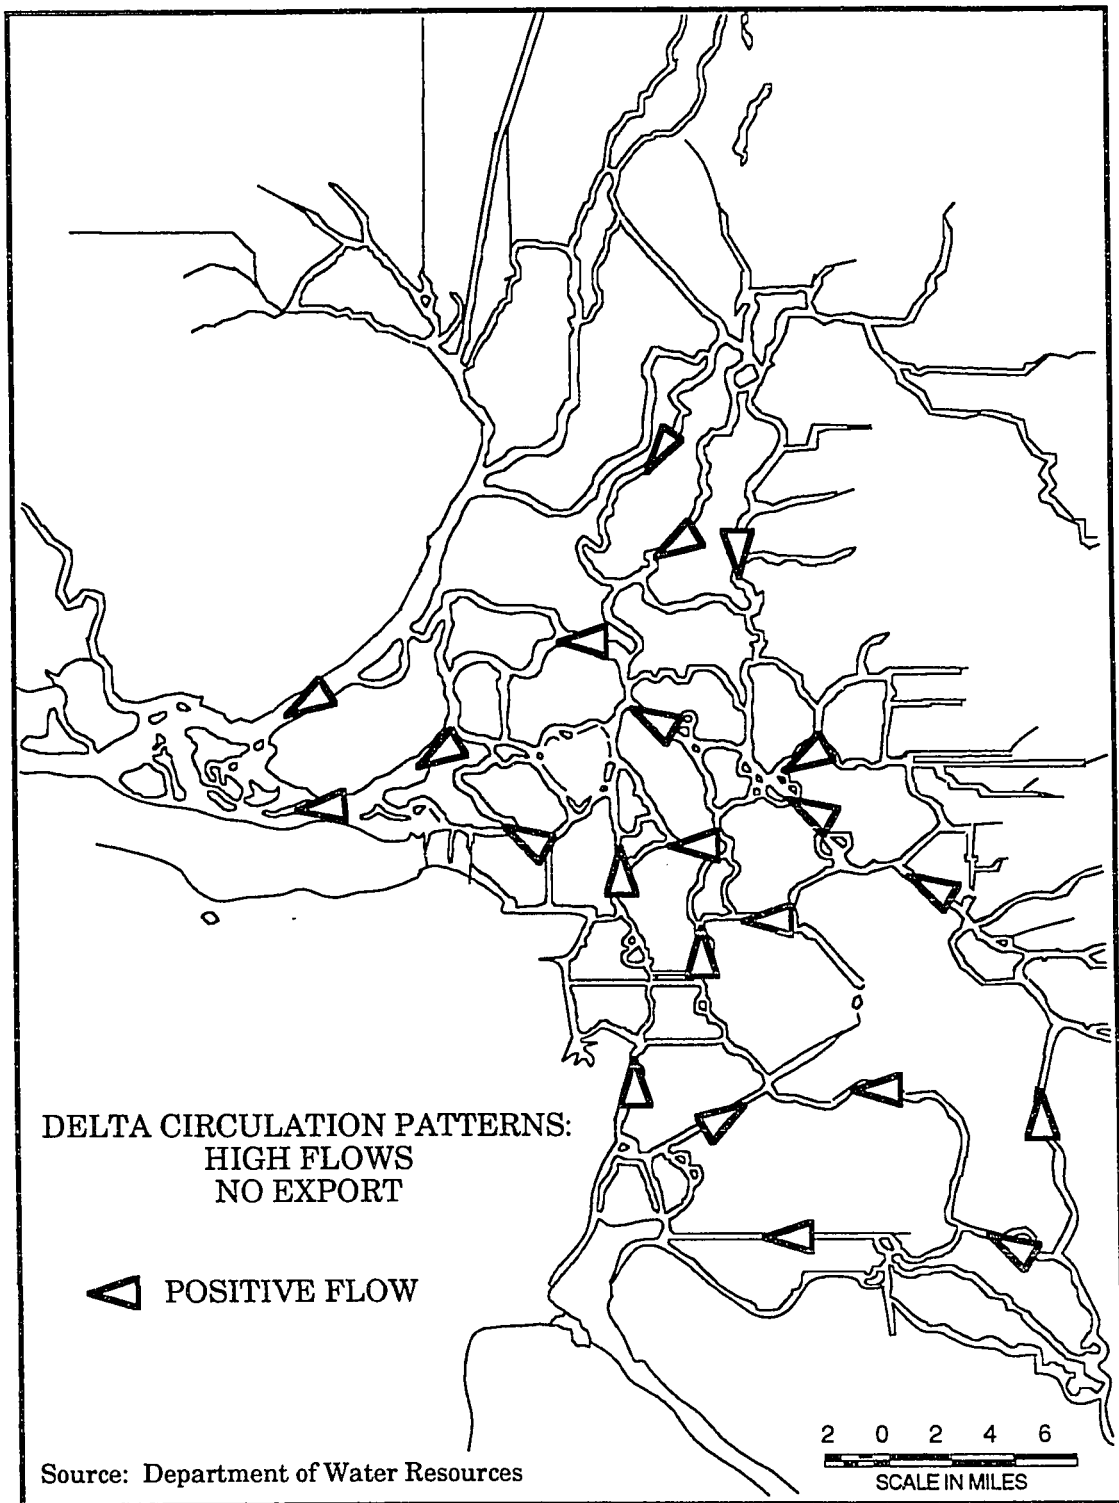 DELTA CIRCULATION PATTERNS:
HIGH FLOWS
NO EXPORT
POSITIVE FLOW
2 0 2 4 6
SCALE IN MILES
Source: Department of Water Resources